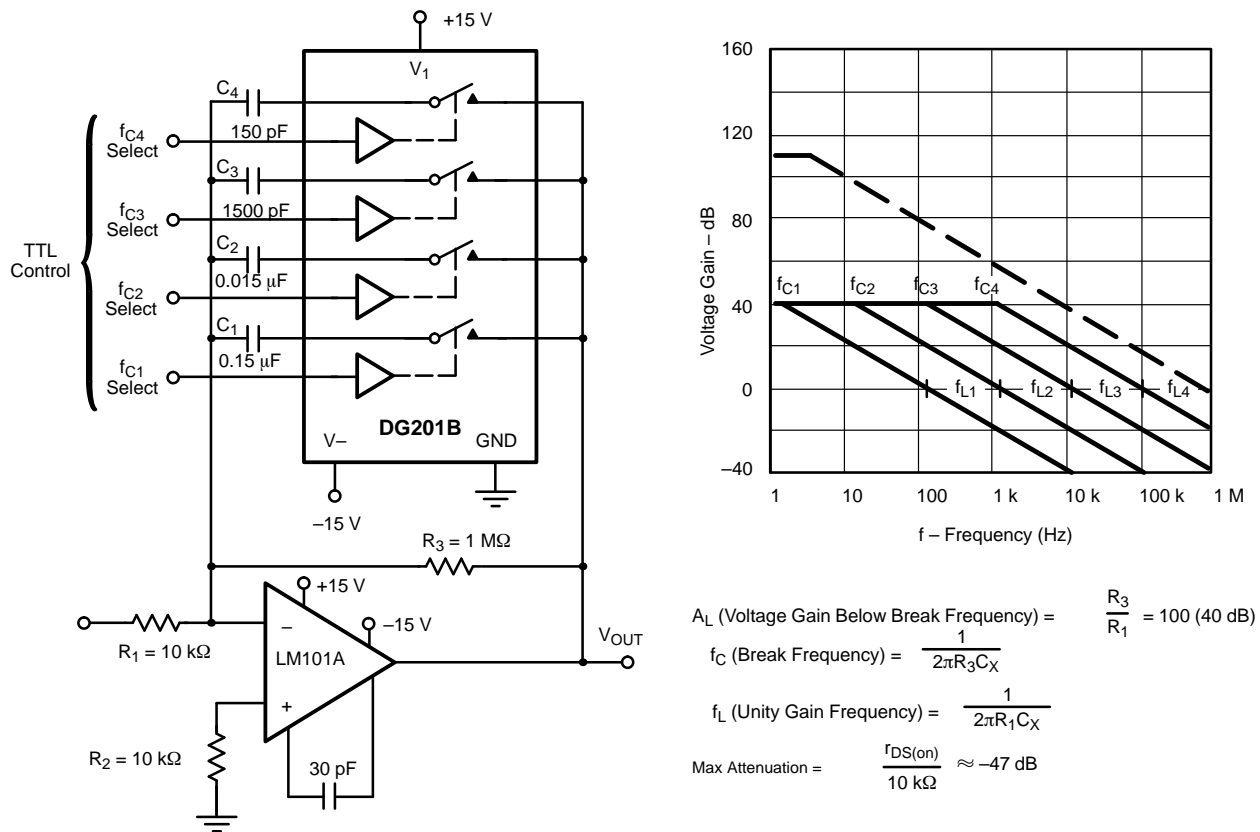 +15 V
V1
C4
150 pF
fC4
Select
C3
1500 pF
fC3
Select
TTL
Control
C2
0.015 μF
fC2
Select
C1
0.15 μF
fC1
Select
DG201B
V–
GND
–15 V
R3 = 1 MΩ
+15 V
–15 V
R1 = 10 kΩ
–
LM101A
+
VOUT
R2 = 10 kΩ
30 pF
160
120
80
40
0
–40
Voltage Gain – dB
fC1 fC2 fC3 fC4
fL1 fL2 fL3 fL4
1 10 100 1 k 10 k 100 k 1 M
f – Frequency (Hz)
AL (Voltage Gain Below Break Frequency) = R3 / R1 = 100 (40 dB)
fC (Break Frequency) = 1 / 2πR3CX
fL (Unity Gain Frequency) = 1 / 2πR1CX
Max Attenuation = rDS(on) / 10 kΩ ≈ –47 dB